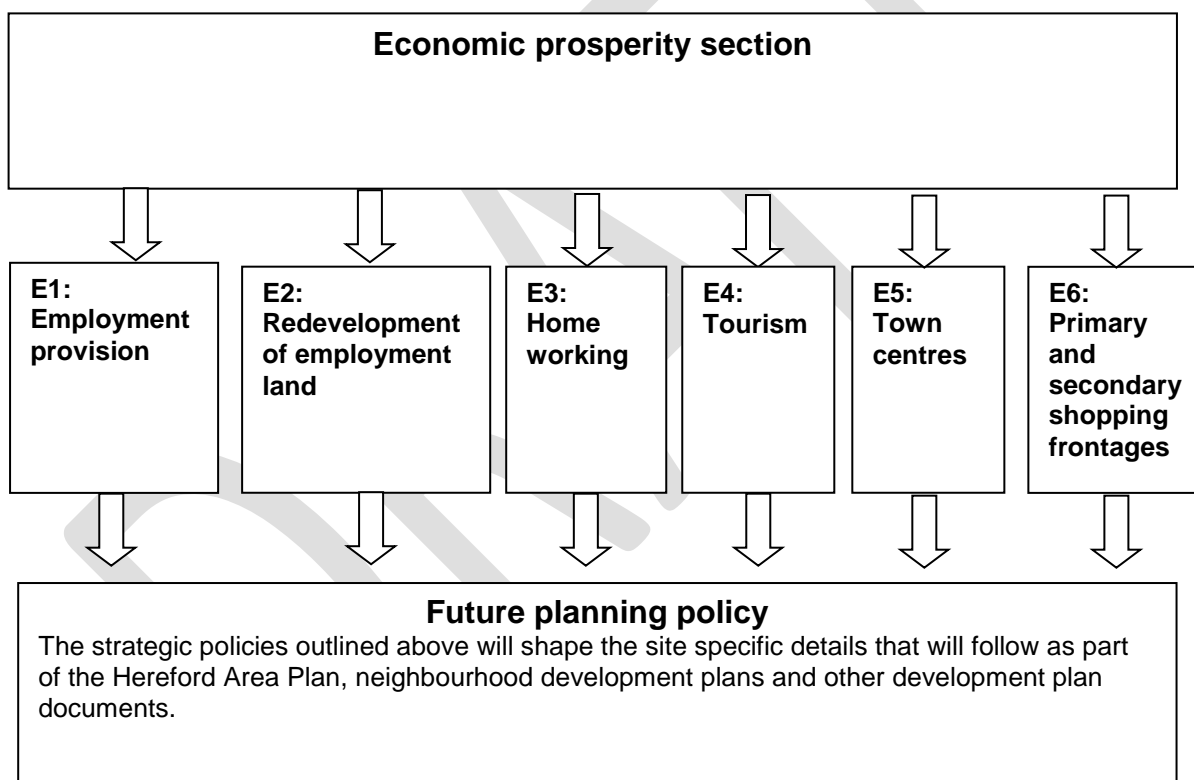 Economic prosperity section
E1:
Employment
provision
E2:
Redevelopment
of employment
land
E3:
Home
working
E4:
Tourism
E5:
Town
centres
E6:
Primary
and
secondary
shopping
frontages
Future planning policy
The strategic policies outlined above will shape the site specific details that will follow as part
of the Hereford Area Plan, neighbourhood development plans and other development plan
documents.